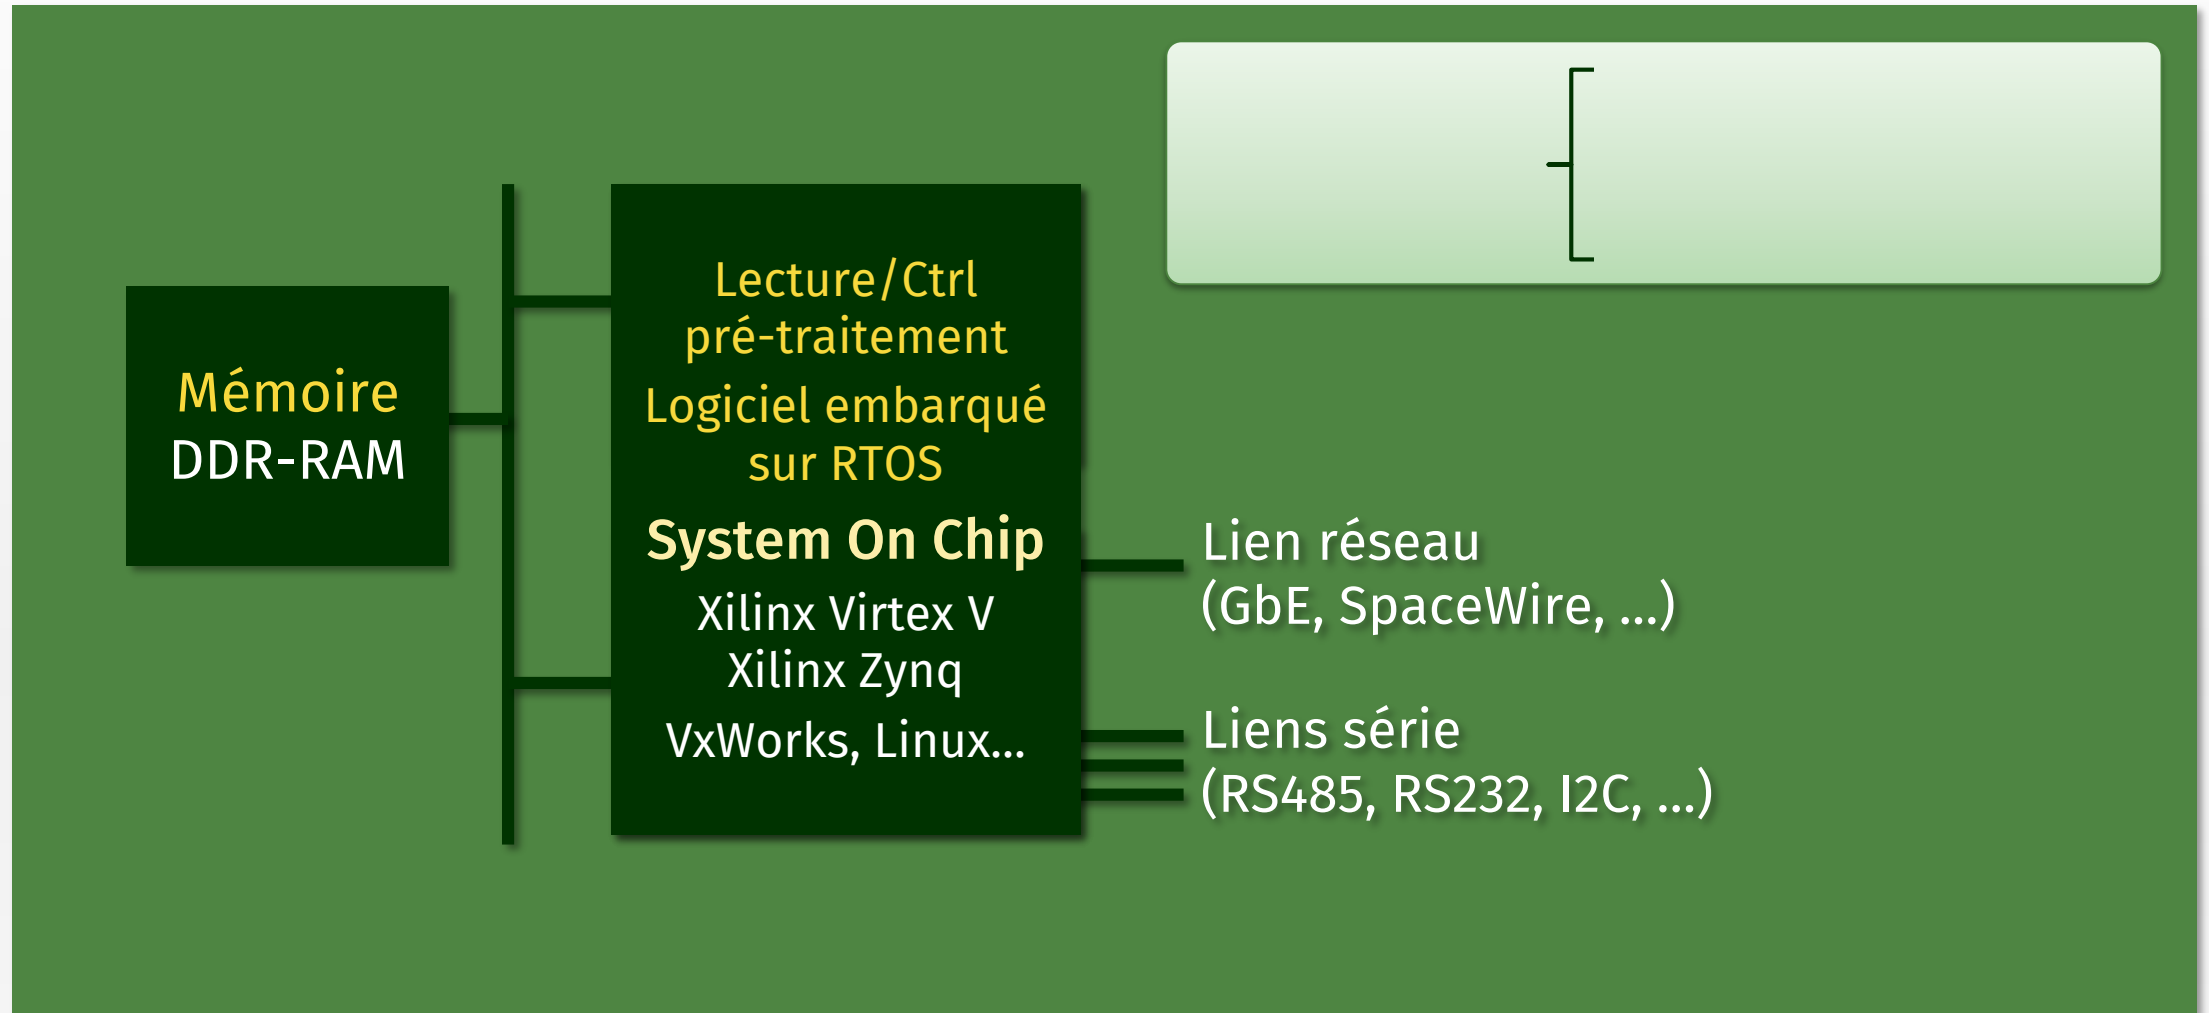 Mémoire
DDR-RAM
Lecture/Ctrl
pré-traitement
Logiciel embarqué
sur RTOS
System On Chip
Xilinx Virtex V
Xilinx Zynq
VxWorks, Linux...
Lien réseau
(GbE, SpaceWire, ...)
Liens série
(RS485, RS232, I2C, ...)